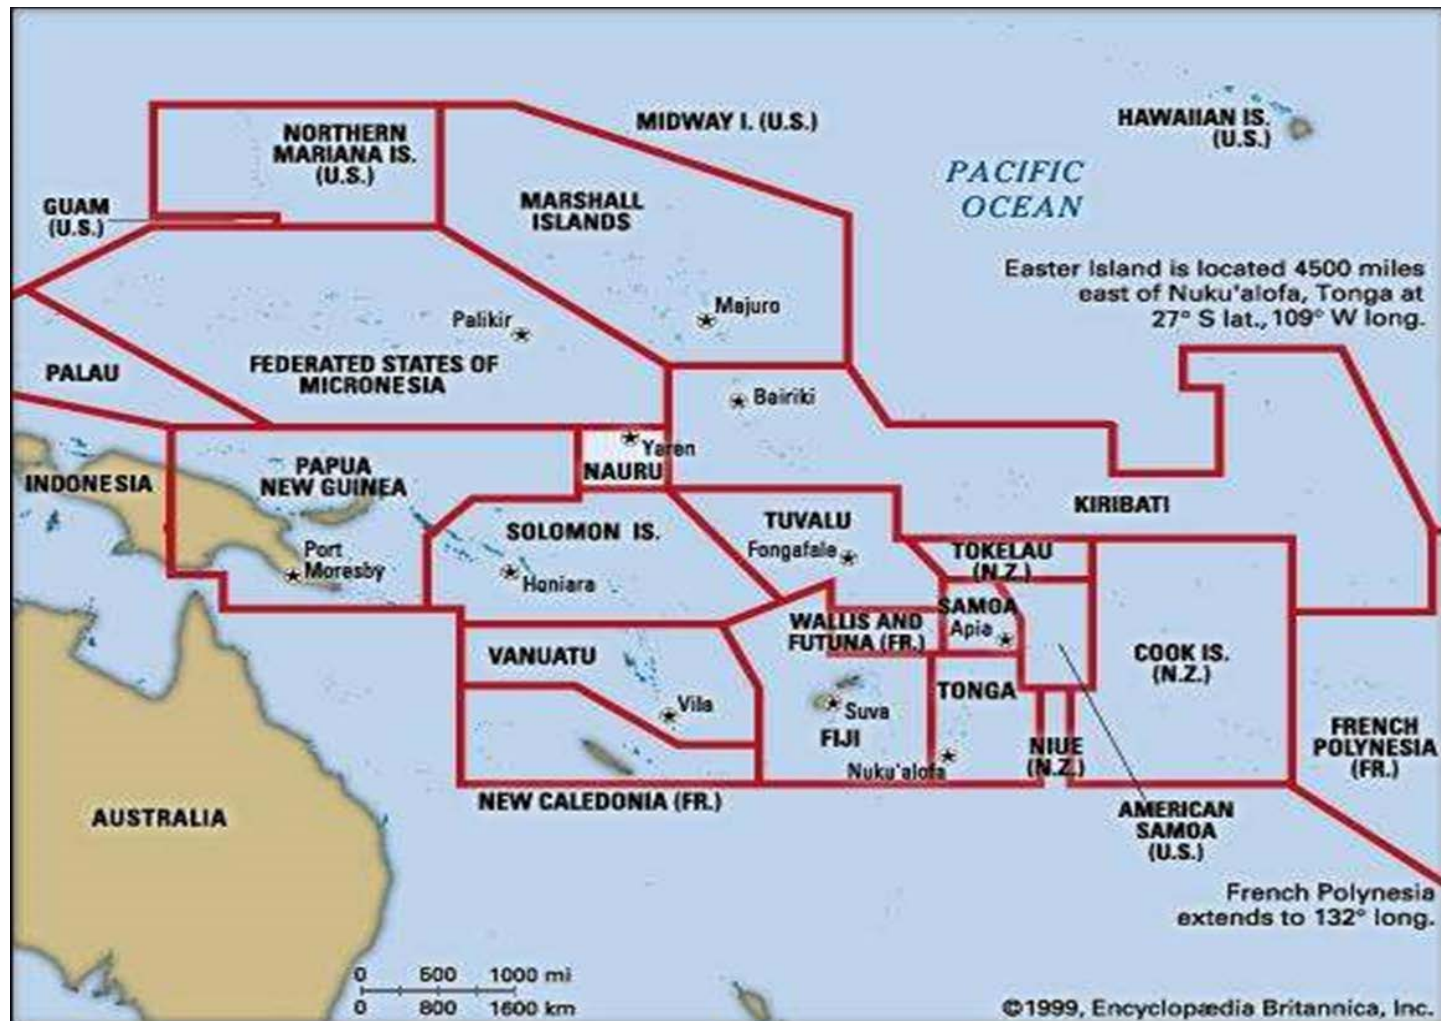 NORTHERN
MARIANA IS.
(U.S.)
MIDWAY I. (U.S.)
HAWAIIAN IS.
(U.S.)
PACIFIC
OCEAN
GUAM
(U.S.)
MARSHALL
ISLANDS
Easter Island is located 4500 miles
east of Nuku'alofa, Tonga at
27° S lat., 109° W long.
Majuro
Palikir
PALAU
FEDERATED STATES OF
MICRONESIA
Bairiki
Yaren
NAURU
INDONESIA
PAPUA
NEW GUINEA
KIRIBATI
SOLOMON IS.
TUVALU
Fongafale
TOKELAU
(N.Z.)
Port
Moresby
Honiara
SAMOA
Apia
WALLIS AND
FUTUNA (FR.)
VANUATU
COOK IS.
(N.Z.)
TONGA
Vila
Suva
FIJI
NIUE
(N.Z.)
FRENCH
POLYNESIA
(FR.)
Nuku'alofa
NEW CALEDONIA (FR.)
AUSTRALIA
AMERICAN
SAMOA
(U.S.)
French Polynesia
extends to 132° long.
0 500 1000 mi
0 800 1600 km
©1999, Encyclopædia Britannica, Inc.